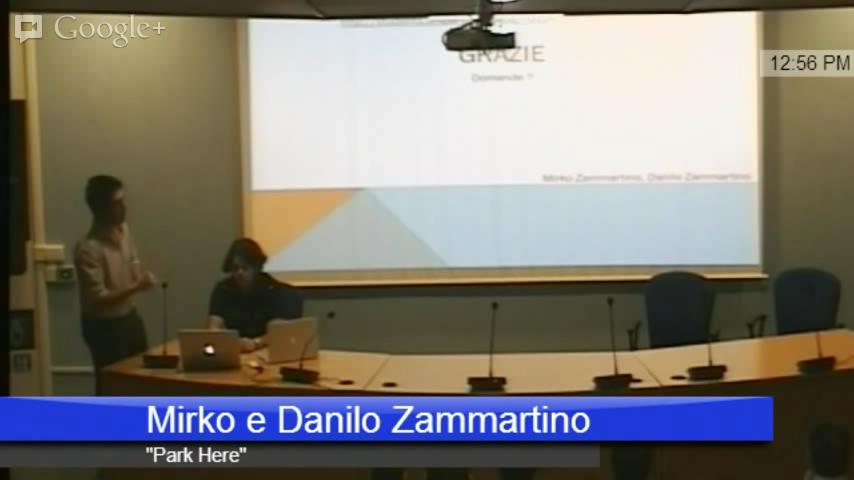 Google+
GRAZIE
12:56 PM
Domande ?
Mirko Zammartino, Danilo Zammartino
Mirko e Danilo Zammartino
"Park Here"